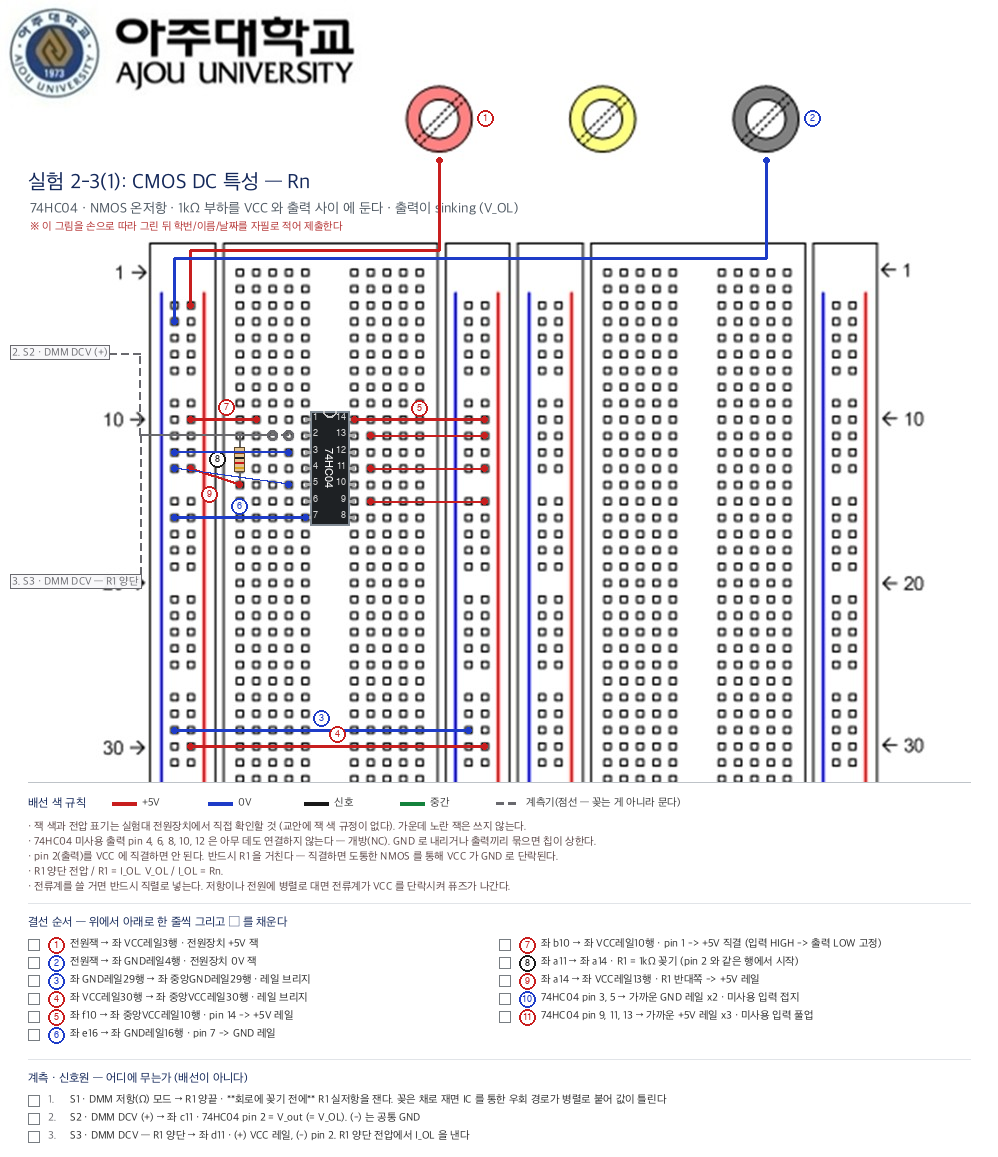 아주대학교
AJOU UNIVERSITY
아주대학교
1973
AJOU UNIVERSITY
1
2
실험 2-3(1): CMOS DC 특성 — Rn
74HC04 · NMOS 온저항 · 1kΩ 부하를 VCC 와 출력 사이 에 둔다 · 출력이 sinking (V_OL)
※ 이 그림을 손으로 따라 그린 뒤 학번/이름/날짜를 자필로 적어 제출한다
1 →
← 1
2. S2 · DMM DCV (+)
7
5
10 →
← 10
1 14
2 13
3 12
4 11
5 10
6 9
7 8
74HC04
8
9
6
3. S3 · DMM DCV — R1 양단
← 20
3
4
30 →
← 30
배선 색 규칙 +5V 0V 신호 중간 계측기(점선 — 꽂는 게 아니라 문다)
· 잭 색과 전압 표기는 실험대 전원장치에서 직접 확인할 것 (교안에 잭 색 규정이 없다). 가운데 노란 잭은 쓰지 않는다.
· 74HC04 미사용 출력 pin 4, 6, 8, 10, 12 은 아무 데도 연결하지 않는다 — 개방(NC). GND 로 내리거나 출력끼리 묶으면 칩이 상한다.
· pin 2(출력)를 VCC 에 직결하면 안 된다. 반드시 R1을 거친다 — 직결하면 도통한 NMOS 를 통해 VCC 가 GND 로 단락된다.
· R1 양단 전압 / R1 = I_OL. V_OL / I_OL = Rn.
· 전류계를 쓸 거면 반드시 직렬로 넣는다. 저항이나 전원에 병렬로 대면 전류계가 VCC 를 단락시켜 퓨즈가 나간다.
결선 순서 — 위에서 아래로 한 줄씩 그리고 □ 를 채운다
1 전원잭 → 좌 VCC레일3행 · 전원장치 +5V 잭
2 전원잭 → 좌 GND레일4행 · 전원장치 0V 잭
3 좌 GND레일29행 → 좌 중앙GND레일29행 · 레일 브리지
4 좌 VCC레일30행 → 좌 중앙VCC레일30행 · 레일 브리지
5 좌 f10 → 좌 중앙VCC레일10행 · pin 14 -> +5V 레일
6 좌 e16 → 좌 GND레일16행 · pin 7 -> GND 레일
7 좌 b10 → 좌 VCC레일10행 · pin 1 -> +5V 직결 (입력 HIGH -> 출력 LOW 고정)
8 좌 a11 → 좌 a14 · R1 = 1kΩ 꽂기 (pin 2 와 같은 행에서 시작)
9 좌 a14 → 좌 VCC레일13행 · R1 반대쪽 -> +5V 레일
10 74HC04 pin 3, 5 → 가까운 GND 레일 x2 · 미사용 입력 접지
11 74HC04 pin 9, 11, 13 → 가까운 +5V 레일 x3 · 미사용 입력 풀업
계측 · 신호원 — 어디에 무는가 (배선이 아니다)
1. S1 · DMM 저항(Ω) 모드 → R1 양끝 · **회로에 꽂기 전에** R1 실저항을 잰다. 꽂은 채로 재면 IC 를 통한 우회 경로가 병렬로 붙어 값이 틀린다
2. S2 · DMM DCV (+) → 좌 c11 · 74HC04 pin 2 = V_out (= V_OL). (-) 는 공통 GND
3. S3 · DMM DCV — R1 양단 → 좌 d11 · (+) VCC 레일, (-) pin 2. R1 양단 전압에서 I_OL 을 낸다